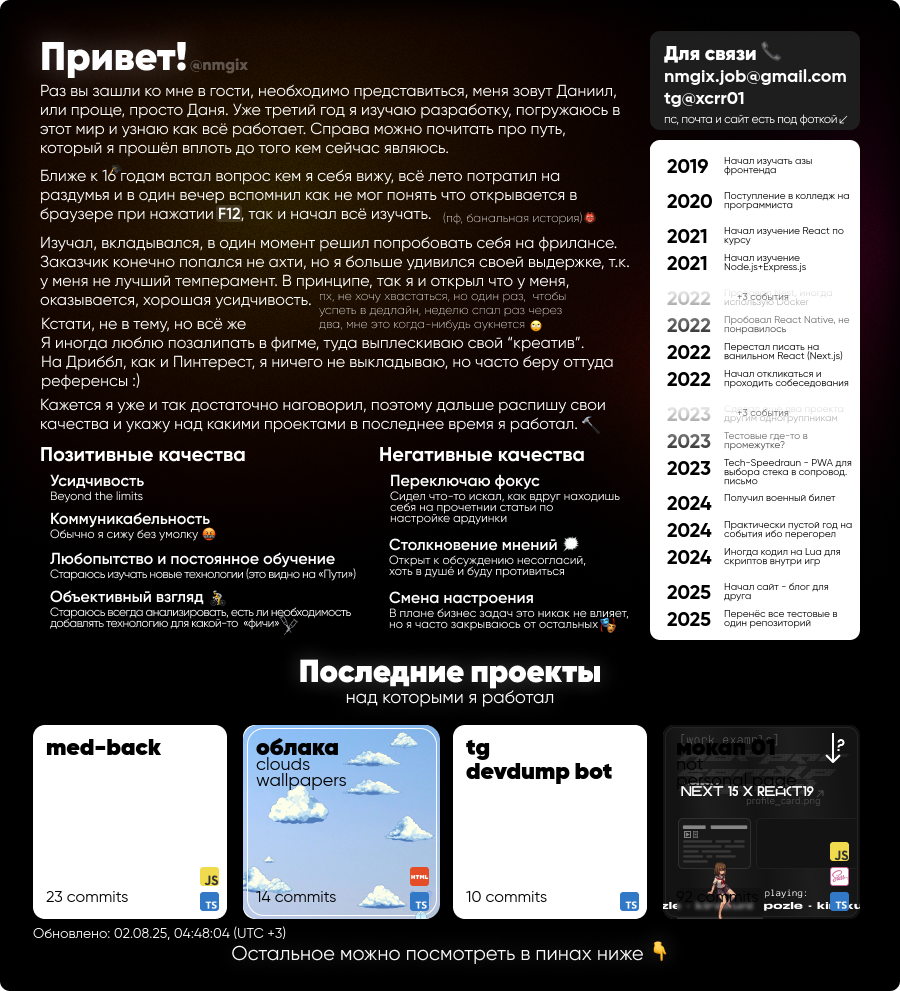 Привет! @nmgix
Раз вы зашли ко мне в гости, необходимо представиться, меня зовут Даниил,
или проще, просто Даня. Уже третий год я изучаю разработку, погружаюсь в
этот мир и узнаю как всё работает. Справа можно почитать про путь,
который я прошёл вплоть до того кем сейчас являюсь.
Ближе к 16 годам встал вопрос кем я себя вижу, всё лето потратил на
раздумья и в один вечер вспомнил как не мог понять что открывается в
браузере при нажатии F12, так и начал всё изучать. (пф, банальная история)👹
Изучал, вкладывался, в один момент решил попробовать себя на фрилансе.
Заказчик конечно попался не ахти, но я больше удивился своей выдержке, т.к.
у меня не лучший темперамент. В принципе, так я и открыл что у меня,
оказывается, хорошая усидчивость.
пх, не хочу хвастаться, но один раз, чтобы
успеть в дедлайн, неделю спал раз через
два, мне это когда-нибудь аукнется 🙄
Кстати, не в тему, но всё же
Я иногда люблю позалипать в фигме, туда выплескиваю свой “креатив”.
На Дриббл, как и Пинтерест, я ничего не выкладываю, но часто беру оттуда
референсы :)
Кажется я уже и так достаточно наговорил, поэтому дальше распишу свои
качества и укажу над какими проектами в последнее время я работал.🔨
Позитивные качества
Усидчивость
Beyond the limits
Коммуникабельность
Обычно я сижу без умолку 🤬
Любопытство и постоянное обучение
Стараюсь изучать новые технологии (это видно на «Пути»)
Объективный взгляд
Стараюсь всегда анализировать, есть ли необходимость
добавлять технологию для какой-то «фичи»
Негативные качества
Переключаю фокус
Сидел что-то искал, как вдруг находишь
себя на прочетнии статьи по
настройке ардуинки
Столкновение мнений
Открыт к обсуждению несогласий,
хоть в душé и буду противиться
Смена настроения
В плане бизнес задач это никак не влияет,
но я часто закрываюсь от остальных🎭
Для связи 📞
nmgix.job@gmail.com
tg@xcrr01
пс, почта и сайт есть под фоткой↙
2019 Начал изучать азы
фронтенда
2020 Поступление в колледж на
программиста
2021 Начал изучение React по
курсу
2021 Начал изучение
Node.js+Express.js
2022 +3 события
использую Docker
2022 Пробовал React Native, не
понравилось
2022 Перестал писать на
ванильном React (Next.js)
2022 Начал откликаться и
проходить собеседования
2023 +3 события
другим одногруппникам
2023 Тестовые где-то в
промежутке?
2023 Tech-Speedraun - PWA для
выбора стека в сопровод.
письмо
2024 Получил военный билет
2024 Практически пустой год на
события ибо перегорел
2024 Иногда кодил на Lua для
скриптов внутри игр
2025 Начал сайт - блог для
друга
2025 Перенёс все тестовые в
один репозиторий
Последние проекты
над которыми я работал
med-back
23 commits
JS
TS
облака
clouds
wallpapers
14 commits
HTML
TS
tg
devdump bot
10 commits
TS
[work example]
мокап 01
not
personal page
NEXT 15 X REACT19
profile_card.png
?
92 commits
playing:
pozle - kin
JS
Sass
TS
Обновлено: 02.08.25, 04:48:04 (UTC +3)
Остальное можно посмотреть в пинах ниже 👇